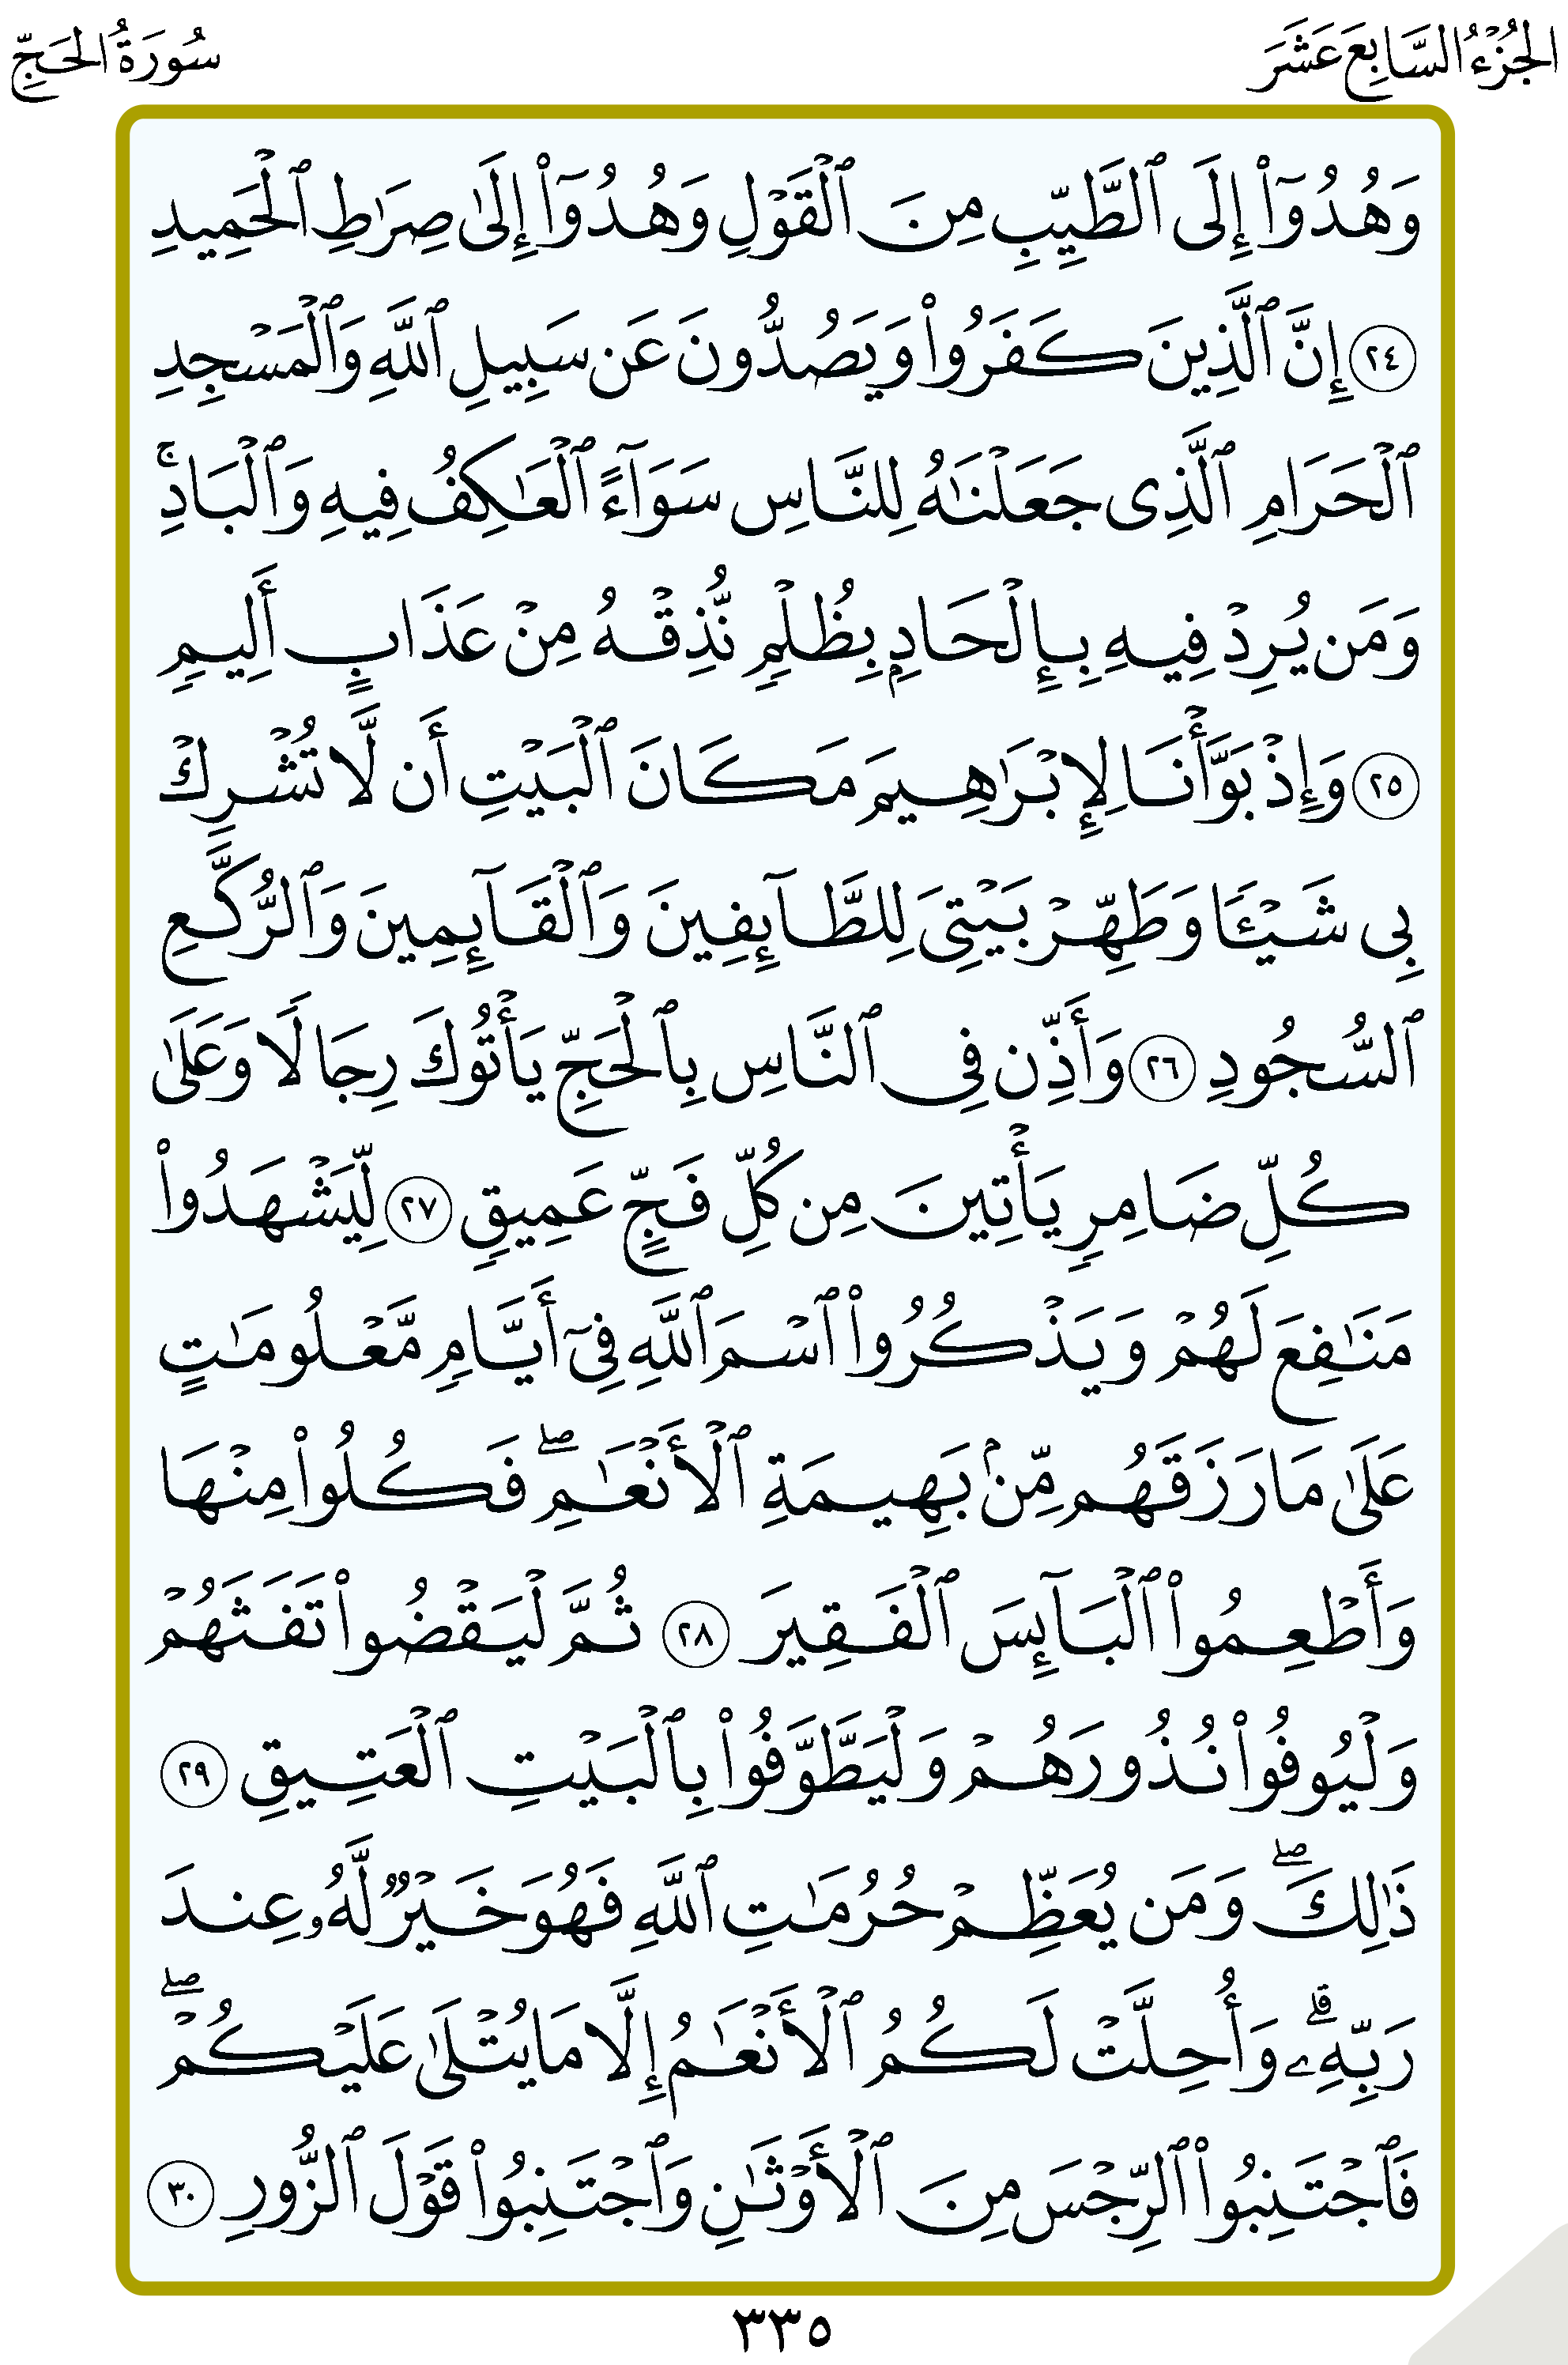 الجُزْءُ السَّابِعَ عَشَرَ
سُورَةُ الحَجِّ
وَهُدُوٓا۟ إِلَى ٱلطَّيِّبِ مِنَ ٱلْقَوْلِ وَهُدُوٓا۟ إِلَىٰ صِرَٰطِ ٱلْحَمِيدِ
٢٤ إِنَّ ٱلَّذِينَ كَفَرُوا۟ وَيَصُدُّونَ عَن سَبِيلِ ٱللَّهِ وَٱلْمَسْجِدِ
ٱلْحَرَامِ ٱلَّذِى جَعَلْنَٰهُ لِلنَّاسِ سَوَآءً ٱلْعَٰكِفُ فِيهِ وَٱلْبَادِ ۚ
وَمَن يُرِدْ فِيهِ بِإِلْحَادٍۭ بِظُلْمٍ نُّذِقْهُ مِنْ عَذَابٍ أَلِيمٍ
٢٥ وَإِذْ بَوَّأْنَا لِإِبْرَٰهِيمَ مَكَانَ ٱلْبَيْتِ أَن لَّا تُشْرِكْ
بِى شَيْـًٔا وَطَهِّرْ بَيْتِىَ لِلطَّآئِفِينَ وَٱلْقَآئِمِينَ وَٱلرُّكَّعِ
ٱلسُّجُودِ ٢٦ وَأَذِّن فِى ٱلنَّاسِ بِٱلْحَجِّ يَأْتُوكَ رِجَالًا وَعَلَىٰ
كُلِّ ضَامِرٍ يَأْتِينَ مِن كُلِّ فَجٍّ عَمِيقٍ ٢٧ لِّيَشْهَدُوا۟
مَنَٰفِعَ لَهُمْ وَيَذْكُرُوا۟ ٱسْمَ ٱللَّهِ فِىٓ أَيَّامٍ مَّعْلُومَٰتٍ
عَلَىٰ مَا رَزَقَهُم مِّنۢ بَهِيمَةِ ٱلْأَنْعَٰمِ ۖ فَكُلُوا۟ مِنْهَا
وَأَطْعِمُوا۟ ٱلْبَآئِسَ ٱلْفَقِيرَ ٢٨ ثُمَّ لْيَقْضُوا۟ تَفَثَهُمْ
وَلْيُوفُوا۟ نُذُورَهُمْ وَلْيَطَّوَّفُوا۟ بِٱلْبَيْتِ ٱلْعَتِيقِ ٢٩
ذَٰلِكَ ۖ وَمَن يُعَظِّمْ حُرُمَٰتِ ٱللَّهِ فَهُوَ خَيْرٌ لَّهُۥ عِندَ
رَبِّهِۦ ۗ وَأُحِلَّتْ لَكُمُ ٱلْأَنْعَٰمُ إِلَّا مَا يُتْلَىٰ عَلَيْكُمْ ۖ
فَٱجْتَنِبُوا۟ ٱلرِّجْسَ مِنَ ٱلْأَوْثَٰنِ وَٱجْتَنِبُوا۟ قَوْلَ ٱلزُّورِ ٣٠
٣٣٥